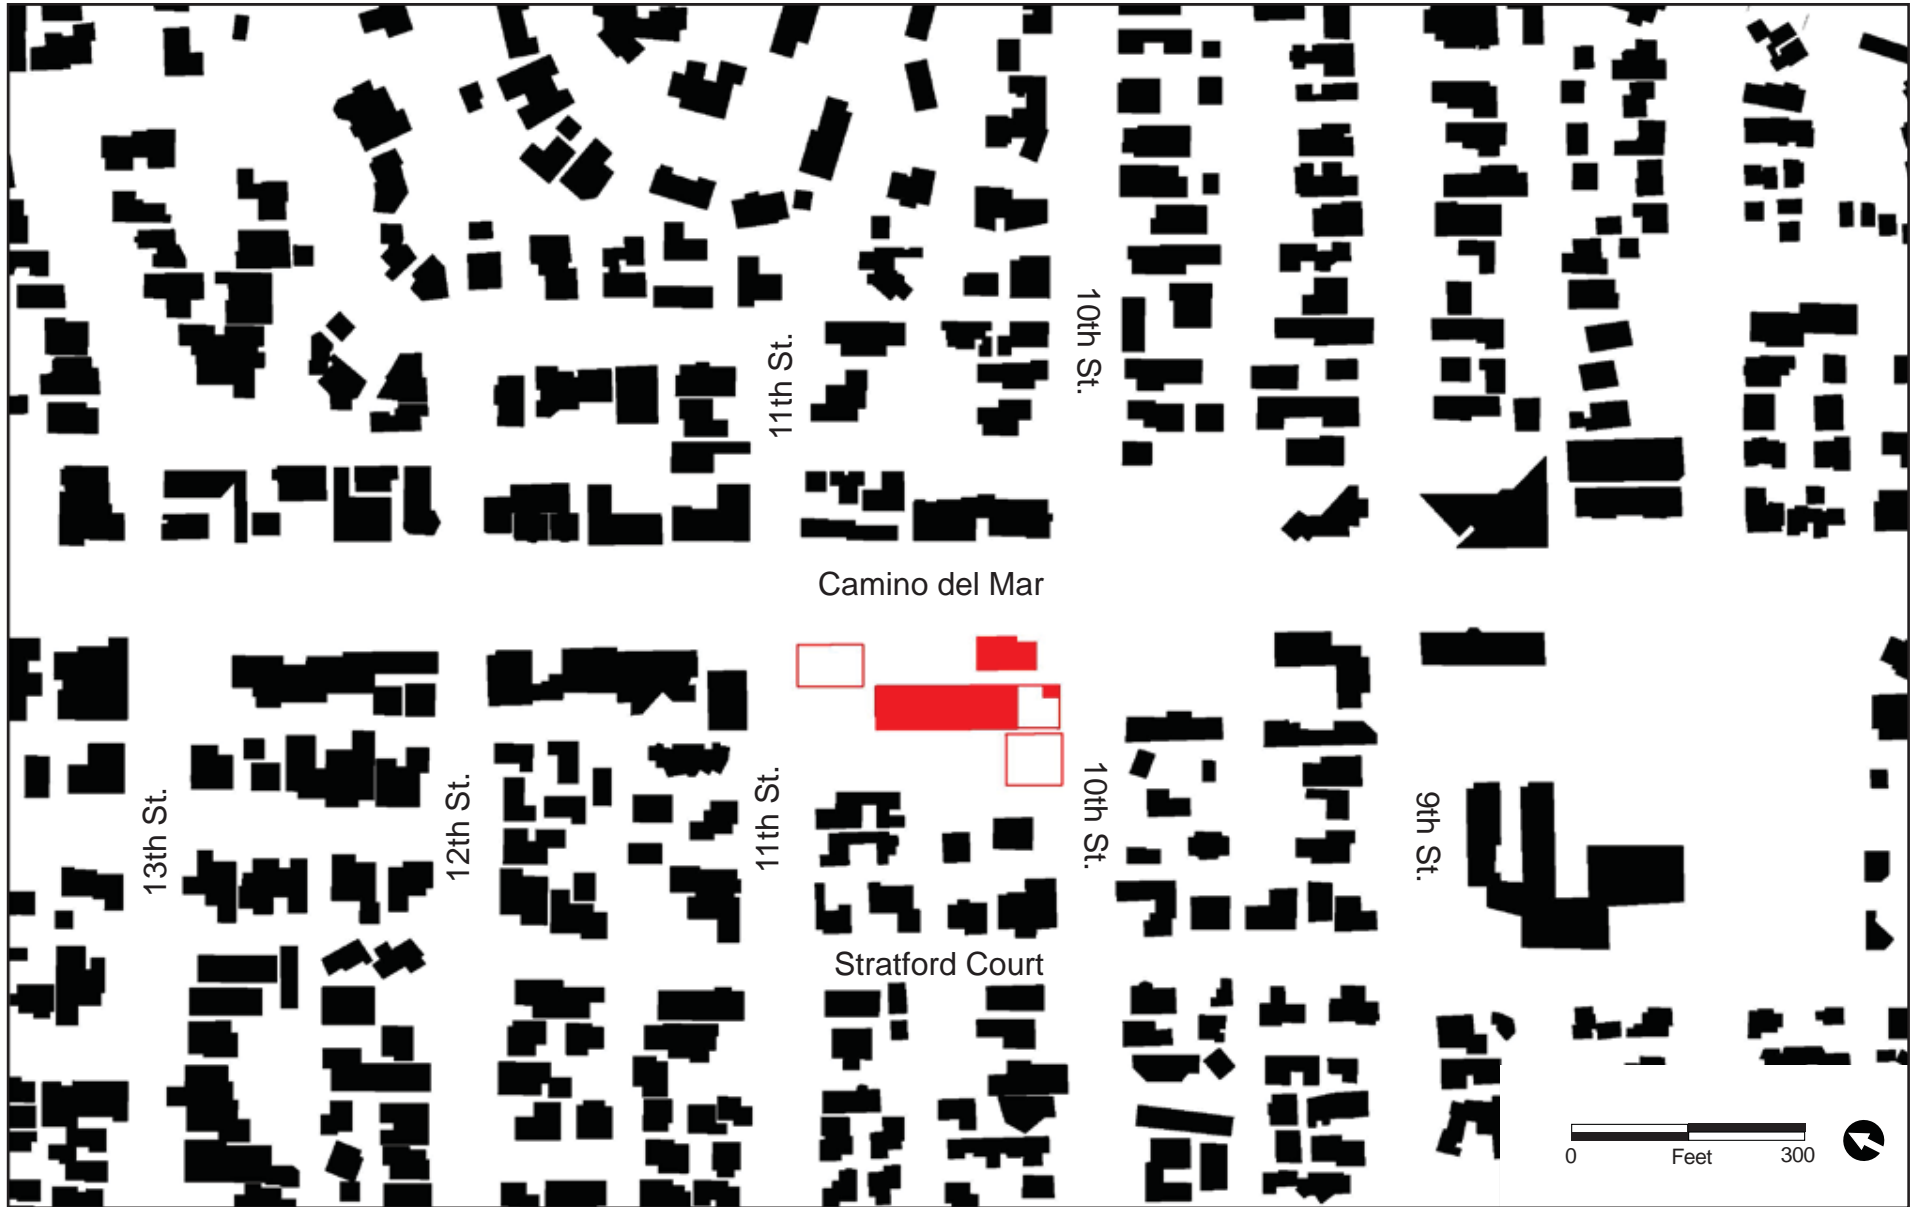 10th St.
11th St.
Camino del Mar
13th St.
12th St.
11th St.
10th St.
9th St.
Stratford Court
0 Feet 300